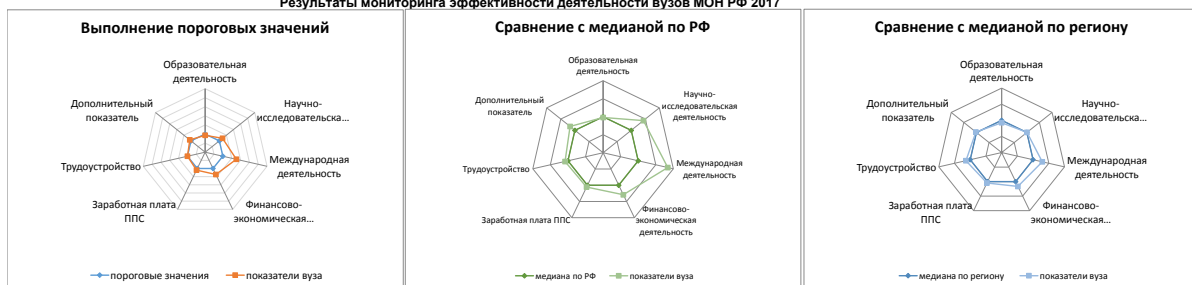 Результаты мониторинга эффективности деятельности вузов МОН РФ 2017
Выполнение пороговых значений
Образовательная
деятельность
Научно-
исследовательска...
Международная
деятельность
Финансово-
экономическая...
Заработная плата
ППС
Трудоустройство
Дополнительный
показатель
пороговые значения
показатели вуза
Сравнение с медианой по РФ
Образовательная
деятельность
Научно-
исследовательская
деятельность
Международная
деятельность
Финансово-
экономическая
деятельность
Заработная плата ППС
Трудоустройство
Дополнительный
показатель
медиана по РФ
показатели вуза
Сравнение с медианой по региону
Образовательная
деятельность
Научно-
исследовательска...
Международная
деятельность
Финансово-
экономическая...
Заработная плата
ППС
Трудоустройство
Дополнительный
показатель
медиана по региону
показатели вуза